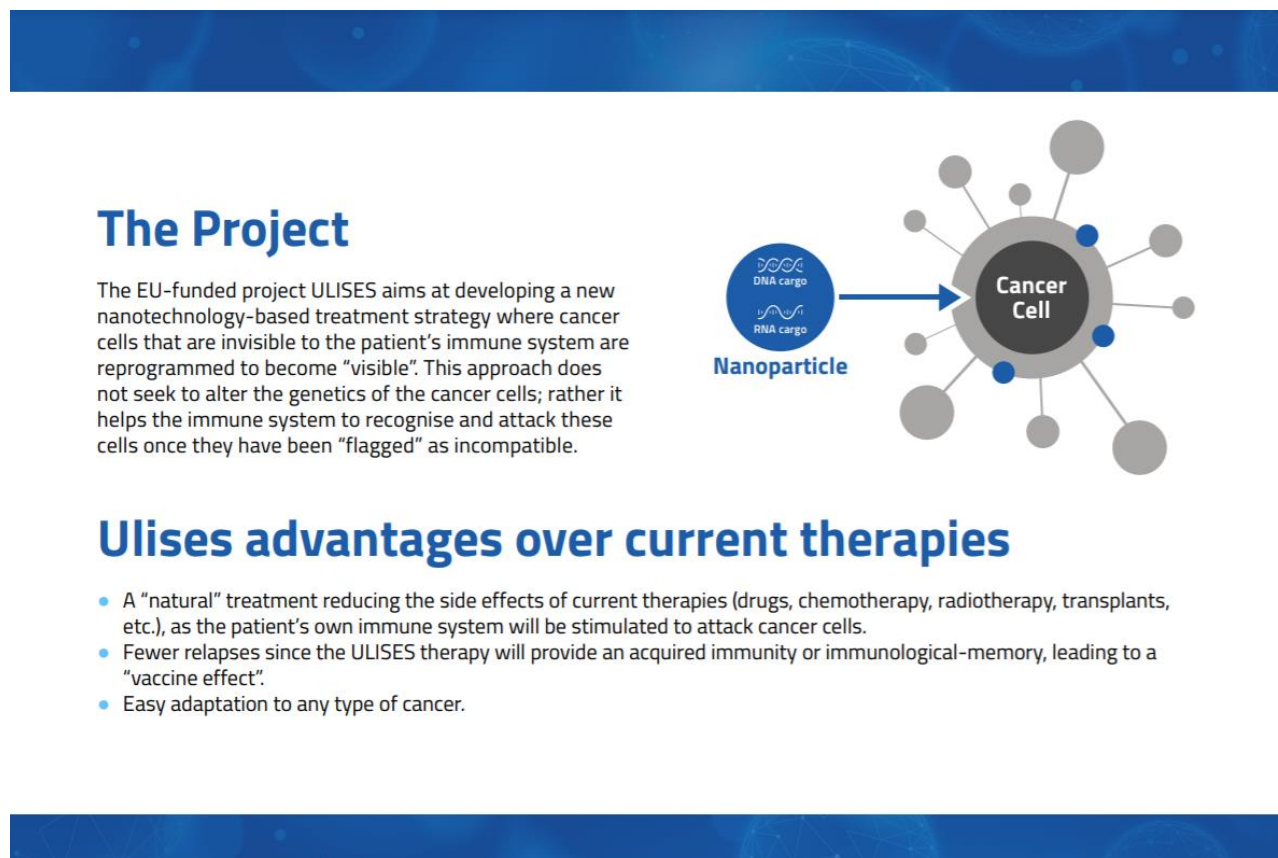 The Project
The EU-funded project ULISES aims at developing a new
nanotechnology-based treatment strategy where cancer
cells that are invisible to the patient's immune system are
reprogrammed to become “visible”. This approach does
not seek to alter the genetics of the cancer cells; rather it
helps the immune system to recognise and attack these
cells once they have been “flagged” as incompatible.
DNA cargo
RNA cargo
Nanoparticle
Cancer
Cell
Ulises advantages over current therapies
• A “natural” treatment reducing the side effects of current therapies (drugs, chemotherapy, radiotherapy, transplants,
etc.), as the patient's own immune system will be stimulated to attack cancer cells.
• Fewer relapses since the ULISES therapy will provide an acquired immunity or immunological-memory, leading to a
“vaccine effect”.
• Easy adaptation to any type of cancer.